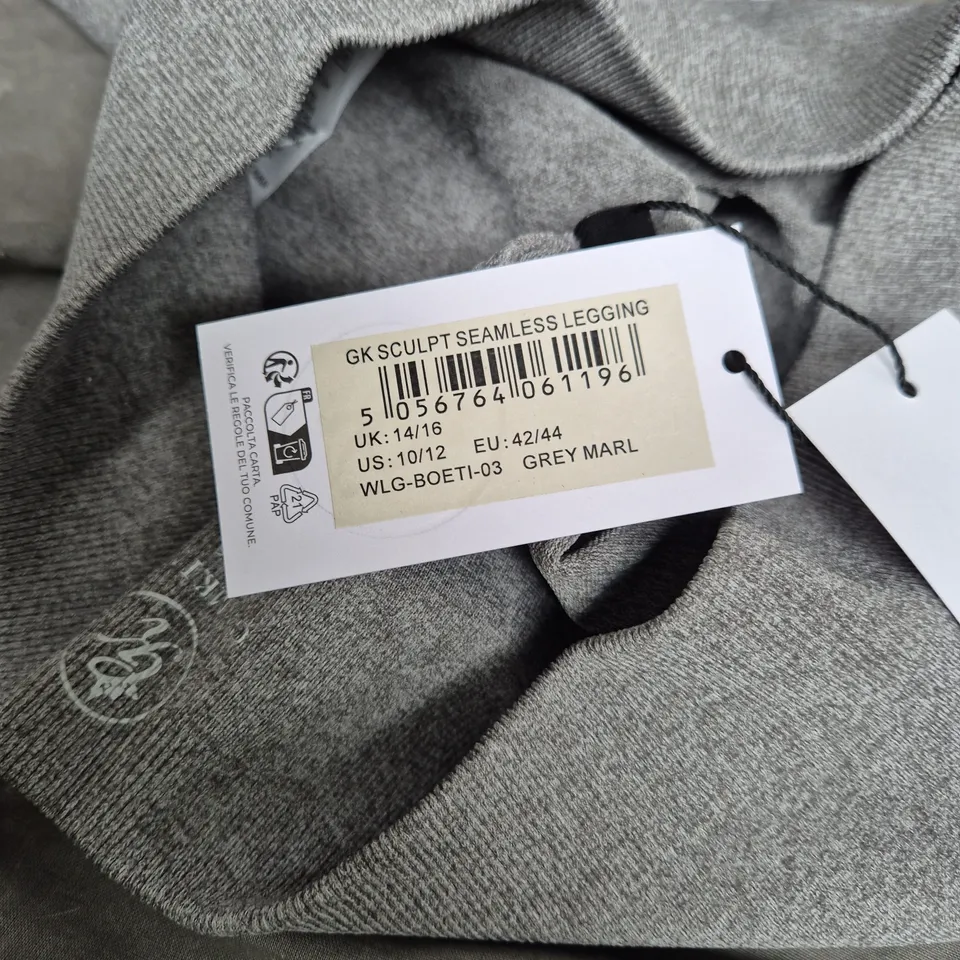 GK SCULPT SEAMLESS LEGGING
5 056764 061196
UK: 14/16
US: 10/12 EU: 42/44
WLG-BOETI-03 GREY MARL
FR
21
PAP
PACCOLTA CARTA.
VERIFICA LE REGOLE DEL TUO COMUNE.